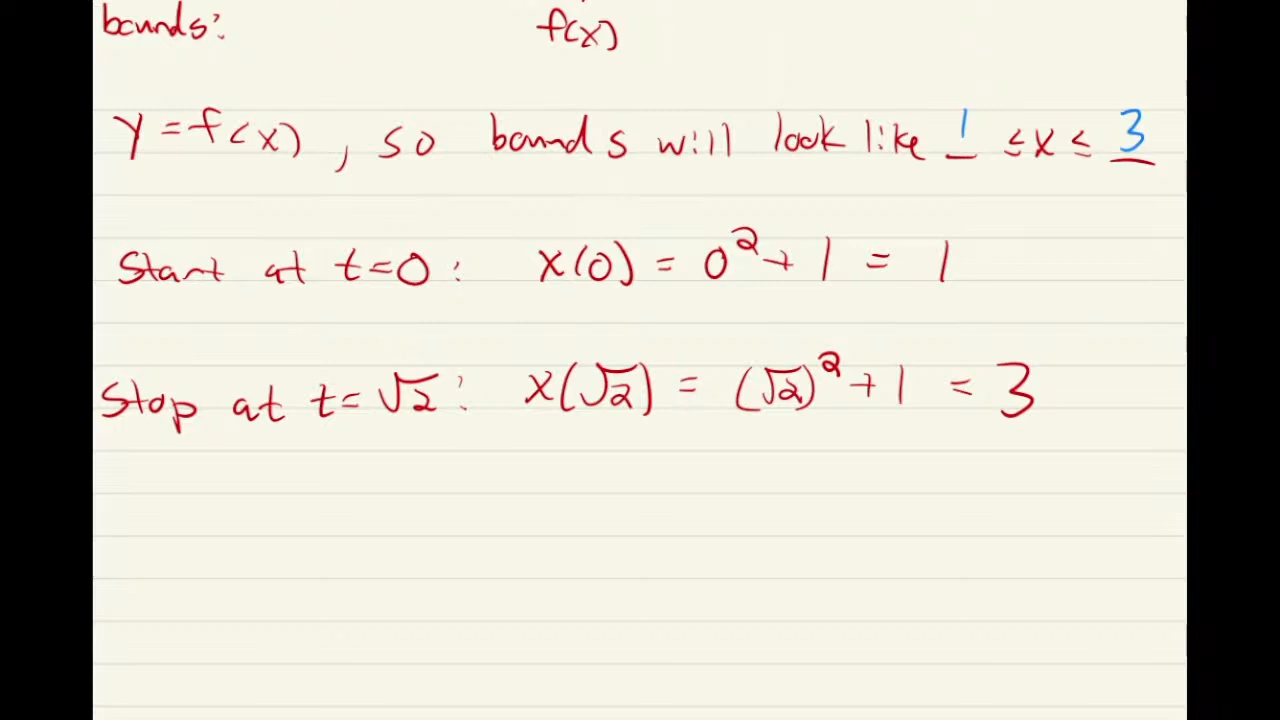 bounds:
f(x)
y = f(x), so bounds will look like 1 ≤ x ≤ 3
Start at t=0: x(0) = 0² + 1 = 1
Stop at t=√2: x(√2) = (√2)² + 1 = 3